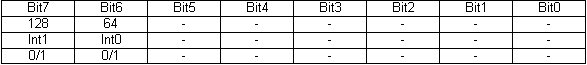 Bit7 Bit6 Bit5 Bit4 Bit3 Bit2 Bit1 Bit0
128 64 - - - - - -
Int1 Int0 - - - - - -
0/1 0/1 - - - - - -